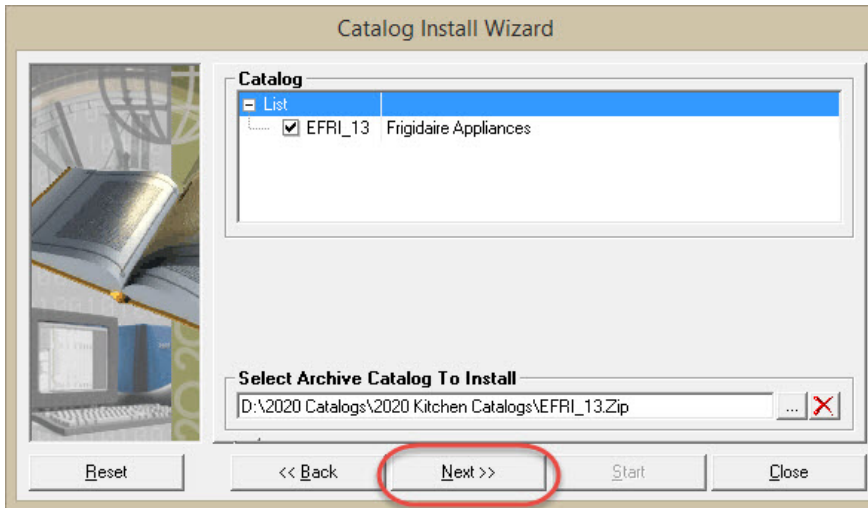 Catalog Install Wizard
Catalog
List
EFRI_13 Frigidaire Appliances
Select Archive Catalog To Install
D:\2020 Catalogs\2020 Kitchen Catalogs\EFRI_13.Zip
...
Reset << Back Next >> Start Close